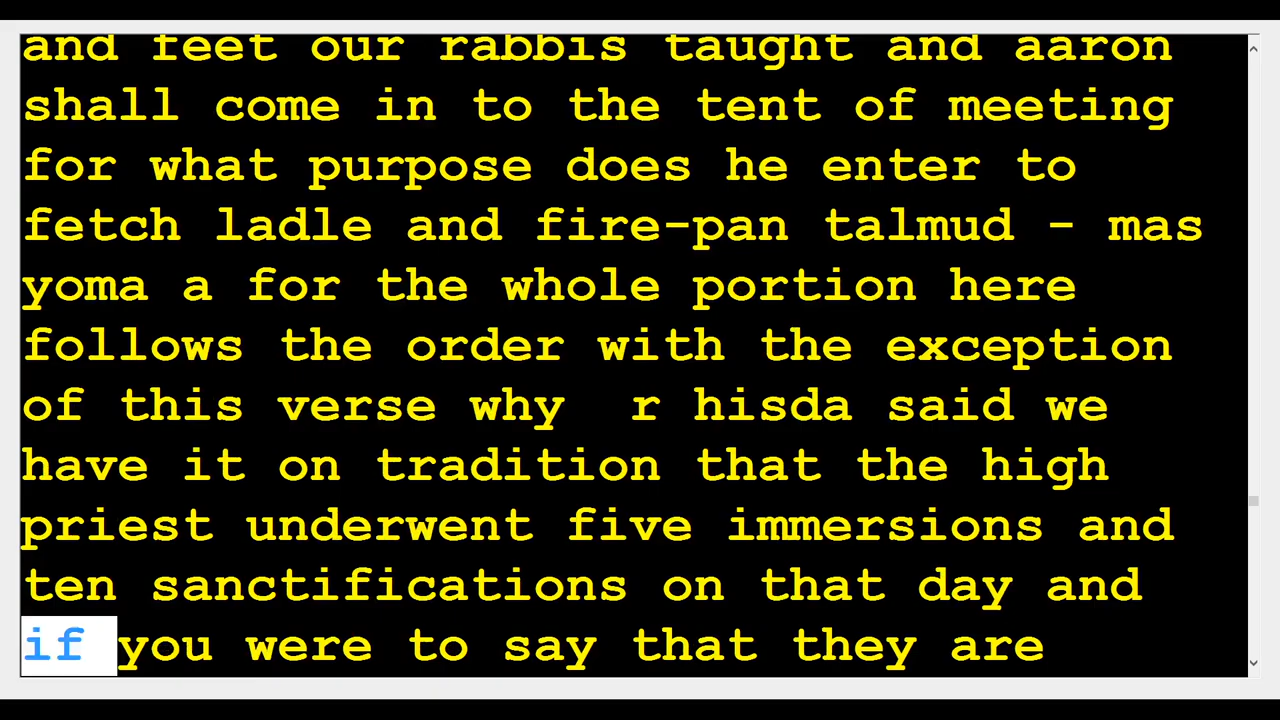 and feet our rabbis taught and aaron
shall come in to the tent of meeting
for what purpose does he enter to
fetch ladle and fire-pan talmud - mas
yoma a for the whole portion here
follows the order with the exception
of this verse why  r hisda said we
have it on tradition that the high
priest underwent five immersions and
ten sanctifications on that day and
if you were to say that they are